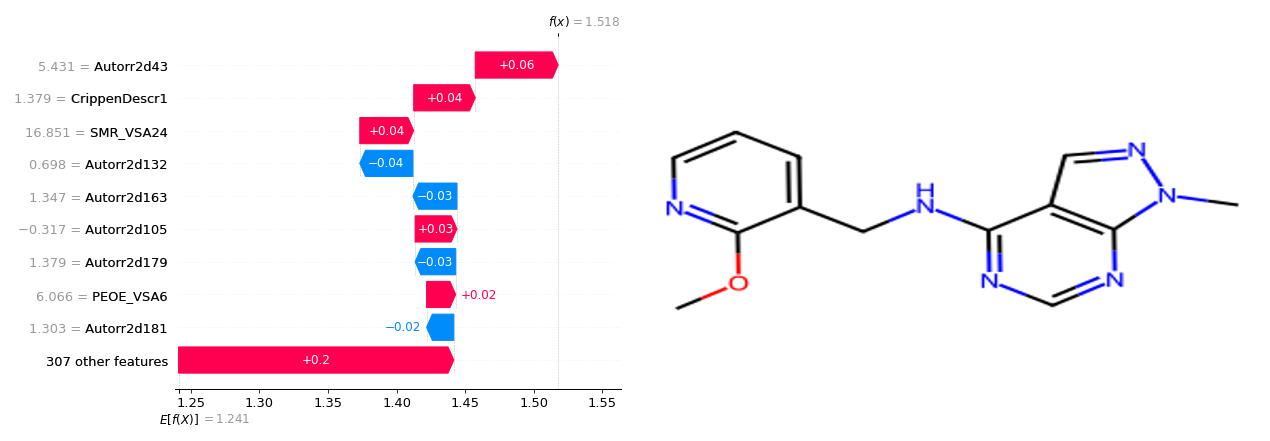 f(x) = 1.518
5.431 = Autorr2d43 +0.06
1.379 = CrippenDescr1 +0.04
16.851 = SMR_VSA24 +0.04
0.698 = Autorr2d132 −0.04
1.347 = Autorr2d163 −0.03
−0.317 = Autorr2d105 +0.03
1.379 = Autorr2d179 −0.03
6.066 = PEOE_VSA6 +0.02
1.303 = Autorr2d181 −0.02
307 other features +0.2
1.25 1.30 1.35 1.40 1.45 1.50 1.55
E[f(X)] = 1.241
N
O
H
N
N
N
N
N